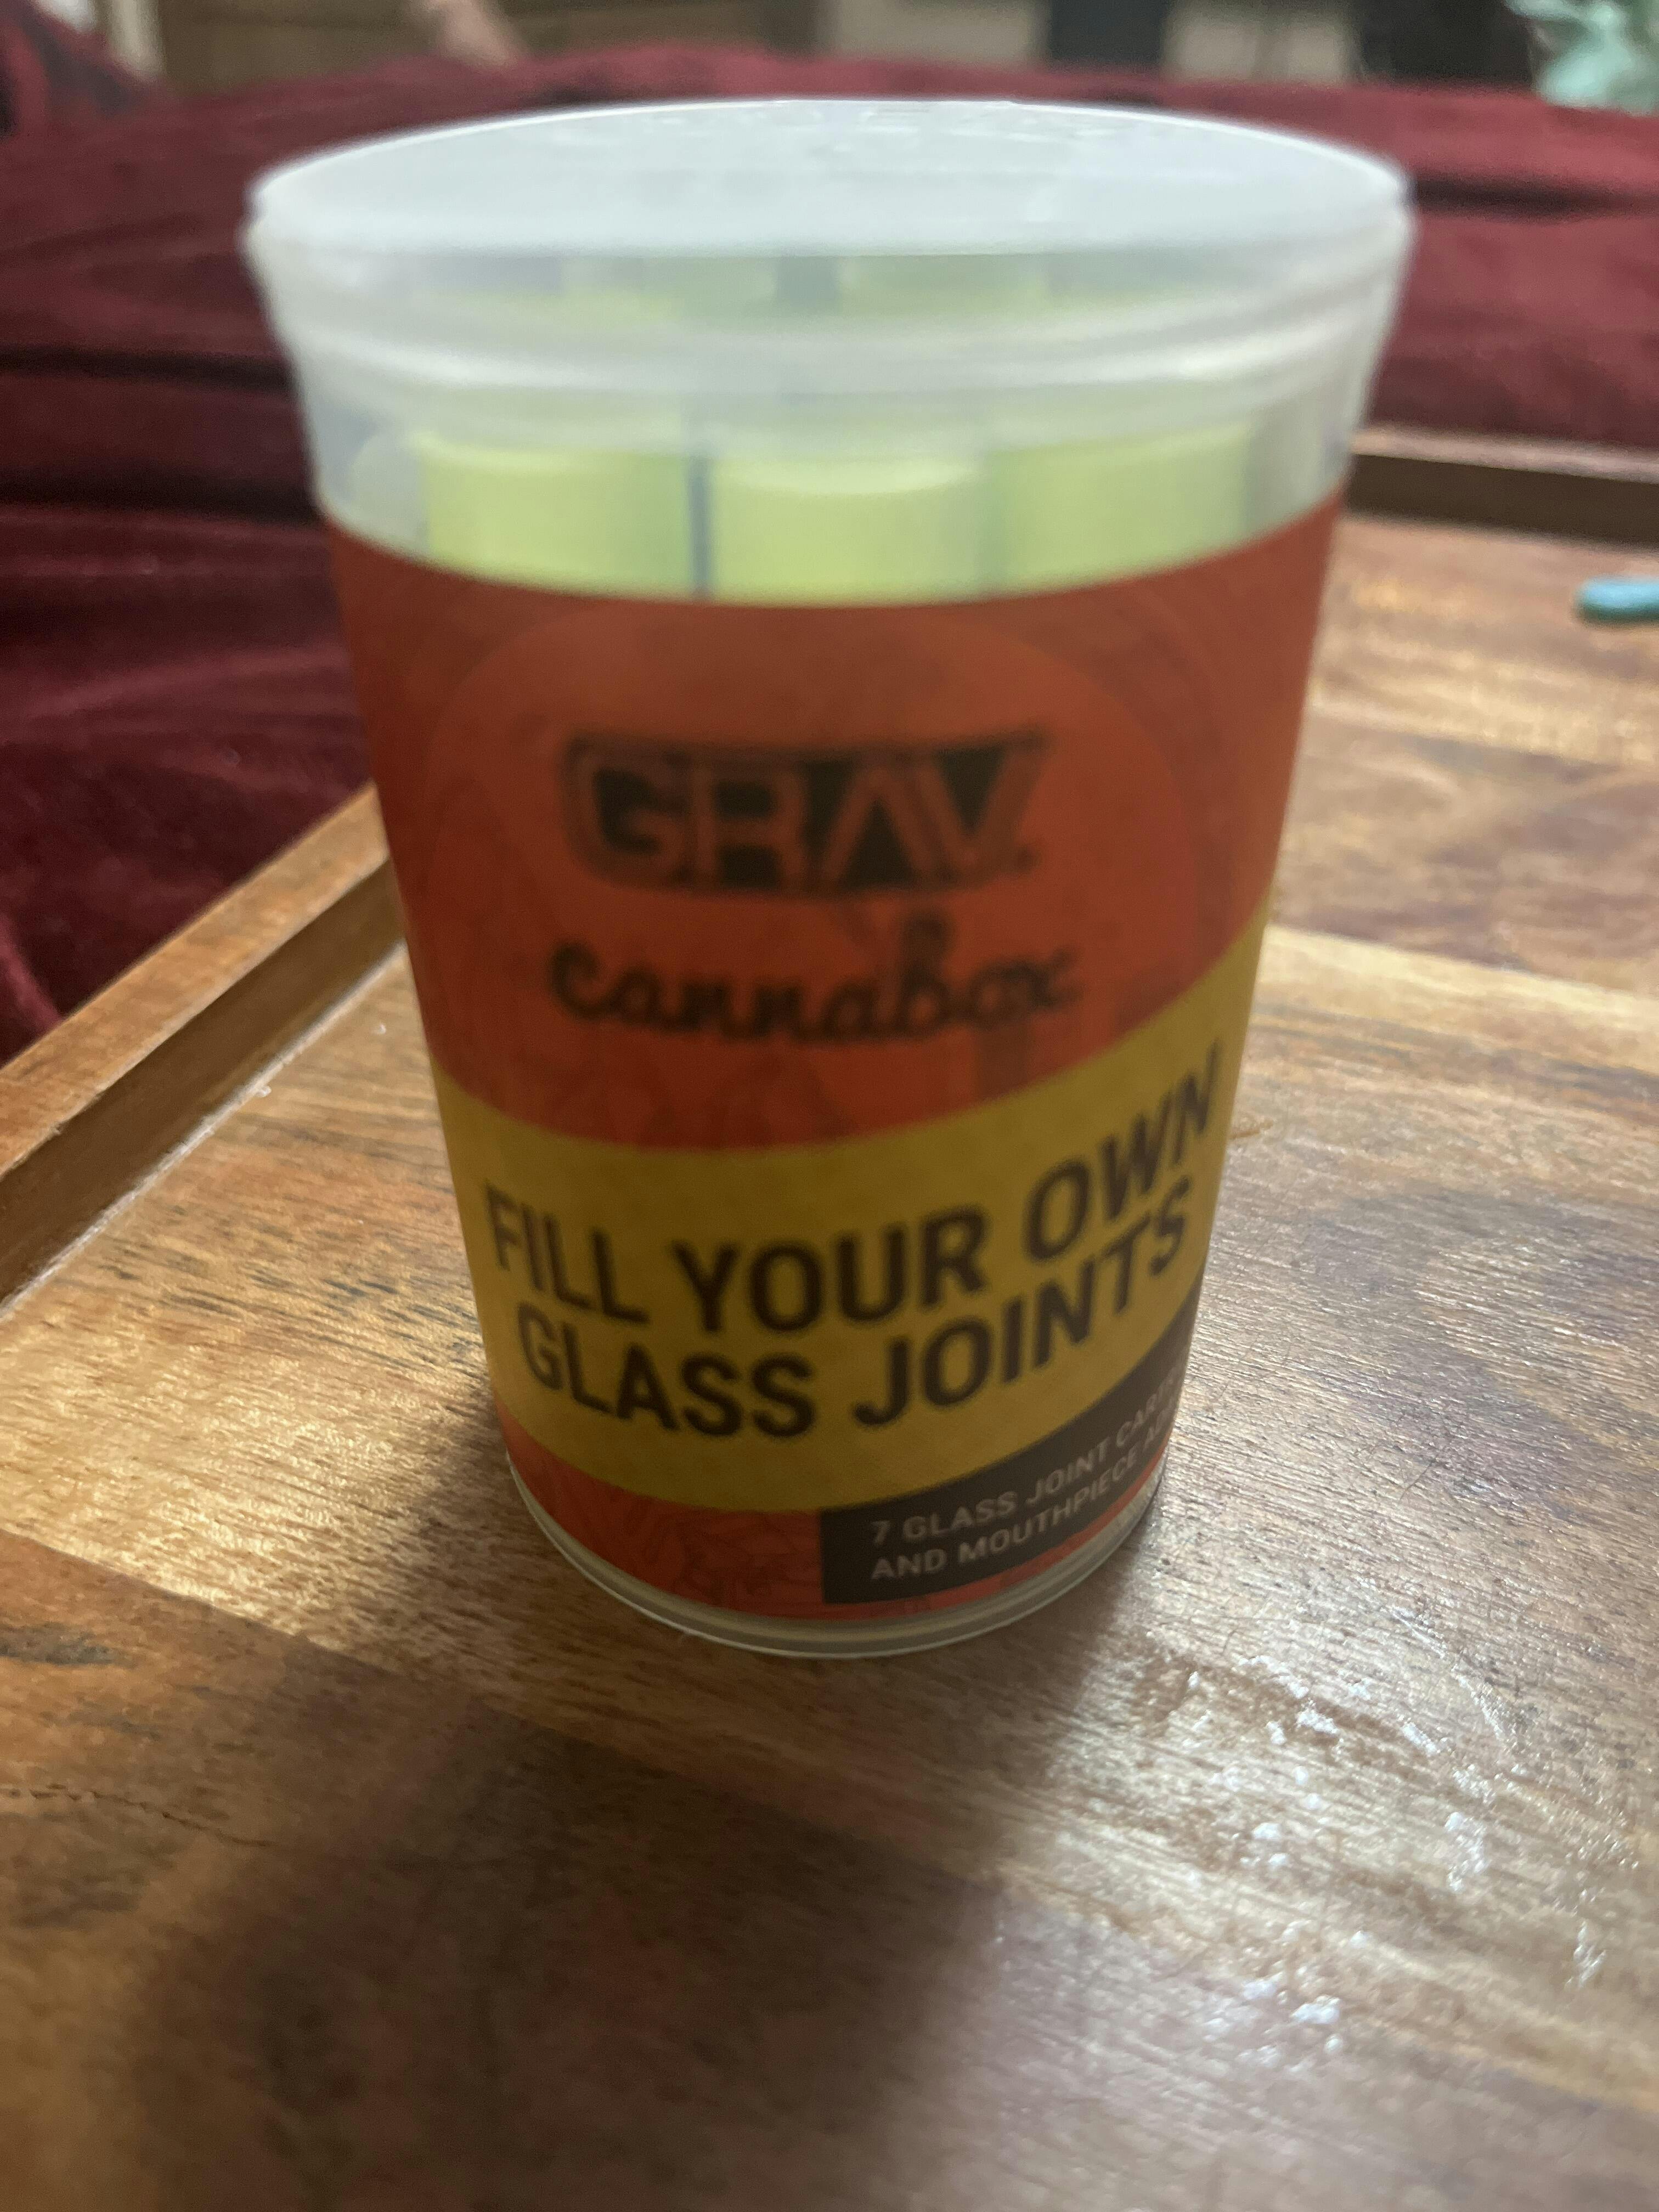 GRAV
cannabox
FILL YOUR OWN
GLASS JOINTS
7 GLASS JOINT
AND MOUTHPIECE